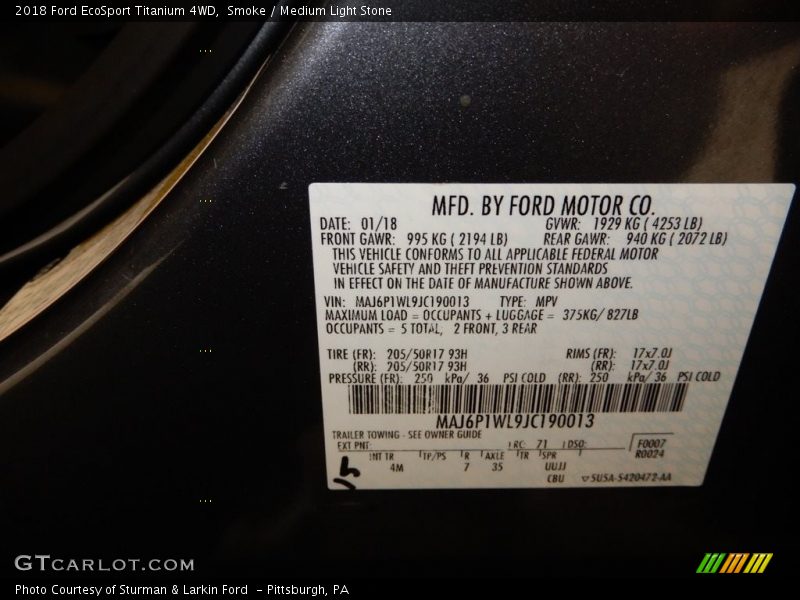 2018 Ford EcoSport Titanium 4WD,  Smoke / Medium Light Stone
MFD. BY FORD MOTOR CO.
DATE: 01/18 GVWR: 1929 KG ( 4253 LB)
FRONT GAWR: 995 KG ( 2194 LB) REAR GAWR: 940 KG ( 2072 LB)
THIS VEHICLE CONFORMS TO ALL APPLICABLE FEDERAL MOTOR
VEHICLE SAFETY AND THEFT PREVENTION STANDARDS
IN EFFECT ON THE DATE OF MANUFACTURE SHOWN ABOVE.
VIN: MAJ6P1WL9JC190013 TYPE: MPV
MAXIMUM LOAD = OCCUPANTS + LUGGAGE = 375KG/ 827LB
OCCUPANTS = 5 TOTAL, 2 FRONT, 3 REAR
TIRE (FR): 205/50R17 93H RIMS (FR): 17x7.0J
(RR): 205/50R17 93H (RR): 17x7.0J
PRESSURE (FR): 250 kPa/ 36 PSI COLD (RR): 250 kPa/ 36 PSI COLD
MAJ6P1WL9JC190013
TRAILER TOWING - SEE OWNER GUIDE
EXT PNT: RC: 71 DSO: F0007
R0024
INT TR TP/PS R AXLE TR SPR
4M 7 35 UUJJ
CBU 5U5A-5420472-AA
GTCARLOT.COM
Photo Courtesy of Sturman & Larkin Ford  - Pittsburgh, PA